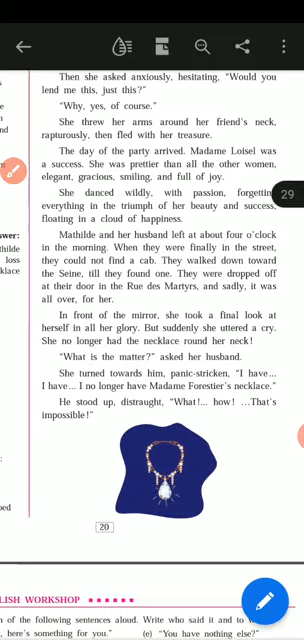 Then she asked anxiously, hesitating, “Would you
lend me this, just this?”
“Why, yes, of course.”
She threw her arms around her friend’s neck,
rapturously, then fled with her treasure.
The day of the party arrived. Madame Loisel was
a success. She was prettier than all the other women,
elegant, gracious, smiling, and full of joy.
She danced wildly, with passion, forgetting
everything in the triumph of her beauty and success,
floating in a cloud of happiness.
29
Mathilde and her husband left at about four o’clock
in the morning. When they were finally in the street,
they could not find a cab. They walked down toward
the Seine, till they found one. They were dropped off
at their door in the Rue des Martyrs, and sadly, it was
all over, for her.
In front of the mirror, she took a final look at
herself in all her glory. But suddenly she uttered a cry.
She no longer had the necklace round her neck!
“What is the matter?” asked her husband.
She turned towards him, panic-stricken, “I have...
I have... I no longer have Madame Forestier’s necklace.”
He stood up, distraught, “What!... how! ...That’s
impossible!”
20
swer:
thilde
loss
klace
ped
LISH WORKSHOP
of the following sentences aloud. Write who said it and to
, here’s something for you.” (e) “You have nothing else?”